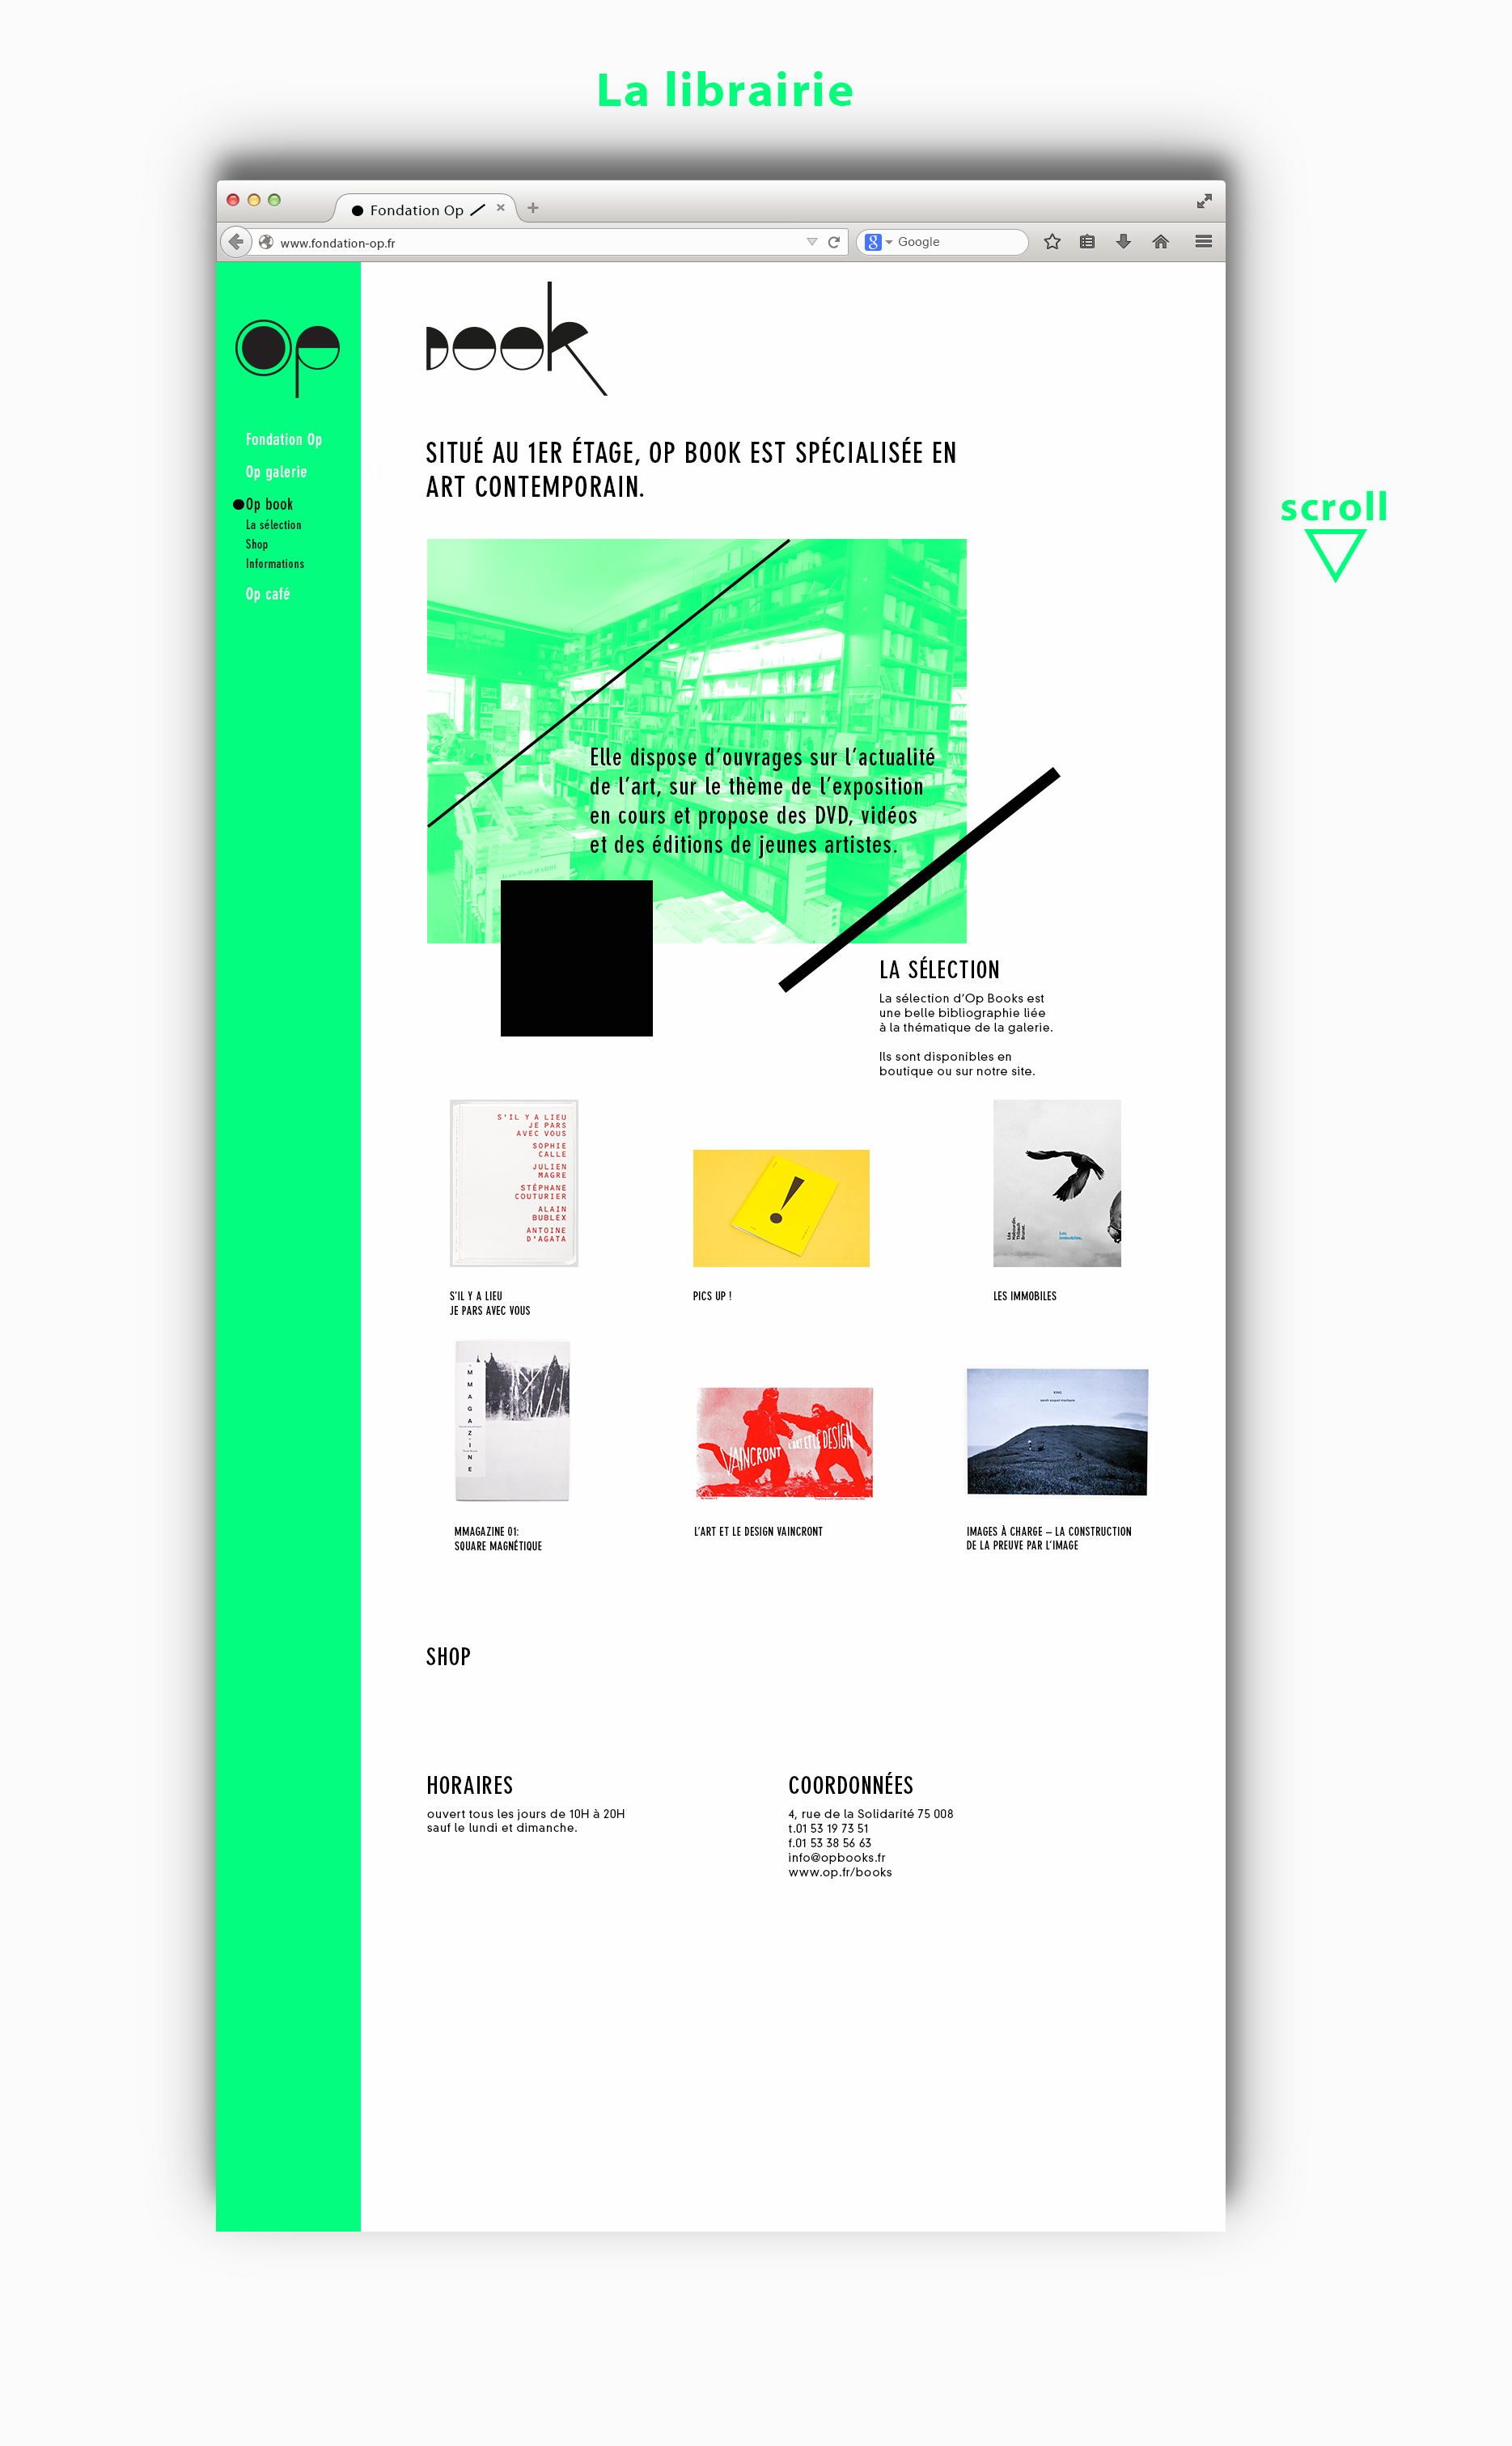 La librairie
Fondation Op
www.fondation-op.fr
Google
Op
Fondation Op
Op galerie
Op book
La sélection
Shop
Informations
Op café
book
SITUÉ AU 1ER ÉTAGE, OP BOOK EST SPÉCIALISÉE EN
ART CONTEMPORAIN.
scroll
Elle dispose d’ouvrages sur l’actualité
de l’art, sur le thème de l’exposition
en cours et propose des DVD, vidéos
et des éditions de jeunes artistes.
LA SÉLECTION
La sélection d’Op Books est
une belle bibliographie liée
à la thématique de la galerie.
Ils sont disponibles en
boutique ou sur notre site.
S'IL Y A LIEU
JE PARS
AVEC VOUS
SOPHIE
CALLE
JULIEN
MAGRE
STÉPHANE
COUTURIER
ALAIN
BUBLEX
ANTOINE
D'AGATA
!
Les
immobiles.
S'IL Y A LIEU
JE PARS AVEC VOUS
PICS UP !
LES IMMOBILES
MMAGAZINE
VAINCRONT
L'ART ET LE DESIGN
MMAGAZINE 01:
SQUARE MAGNÉTIQUE
L’ART ET LE DESIGN VAINCRONT
IMAGES À CHARGE – LA CONSTRUCTION
DE LA PREUVE PAR L’IMAGE
SHOP
HORAIRES
ouvert tous les jours de 10H à 20H
sauf le lundi et dimanche.
COORDONNÉES
4, rue de la Solidarité 75 008
t.01 53 19 73 51
f.01 53 38 56 63
info@opbooks.fr
www.op.fr/books